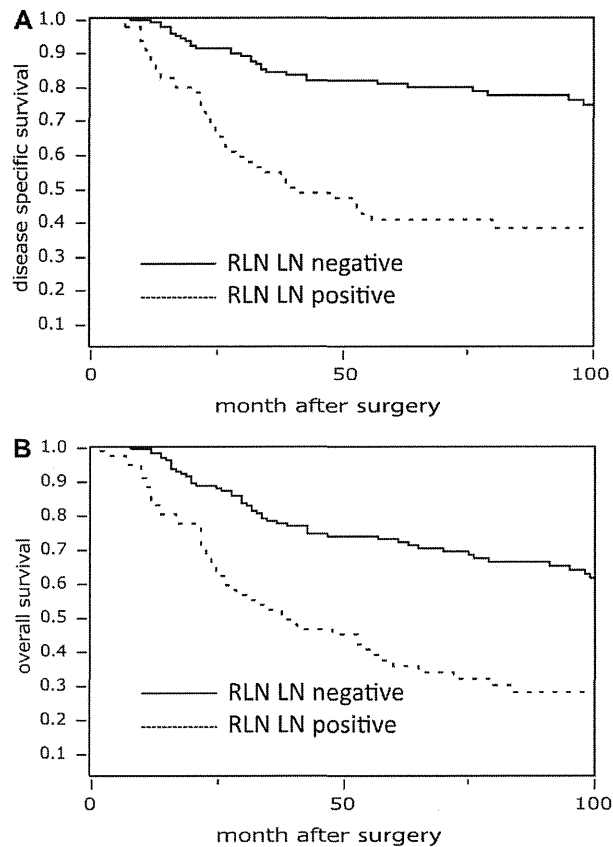 A
disease specific survival
1.0
0.9
0.8
0.7
0.6
0.5
0.4
0.3
0.2
0.1
RLN LN negative
RLN LN positive
0
50
100
month after surgery
B
overall survival
1.0
0.9
0.8
0.7
0.6
0.5
0.4
0.3
0.2
0.1
RLN LN negative
RLN LN positive
0
50
100
month after surgery